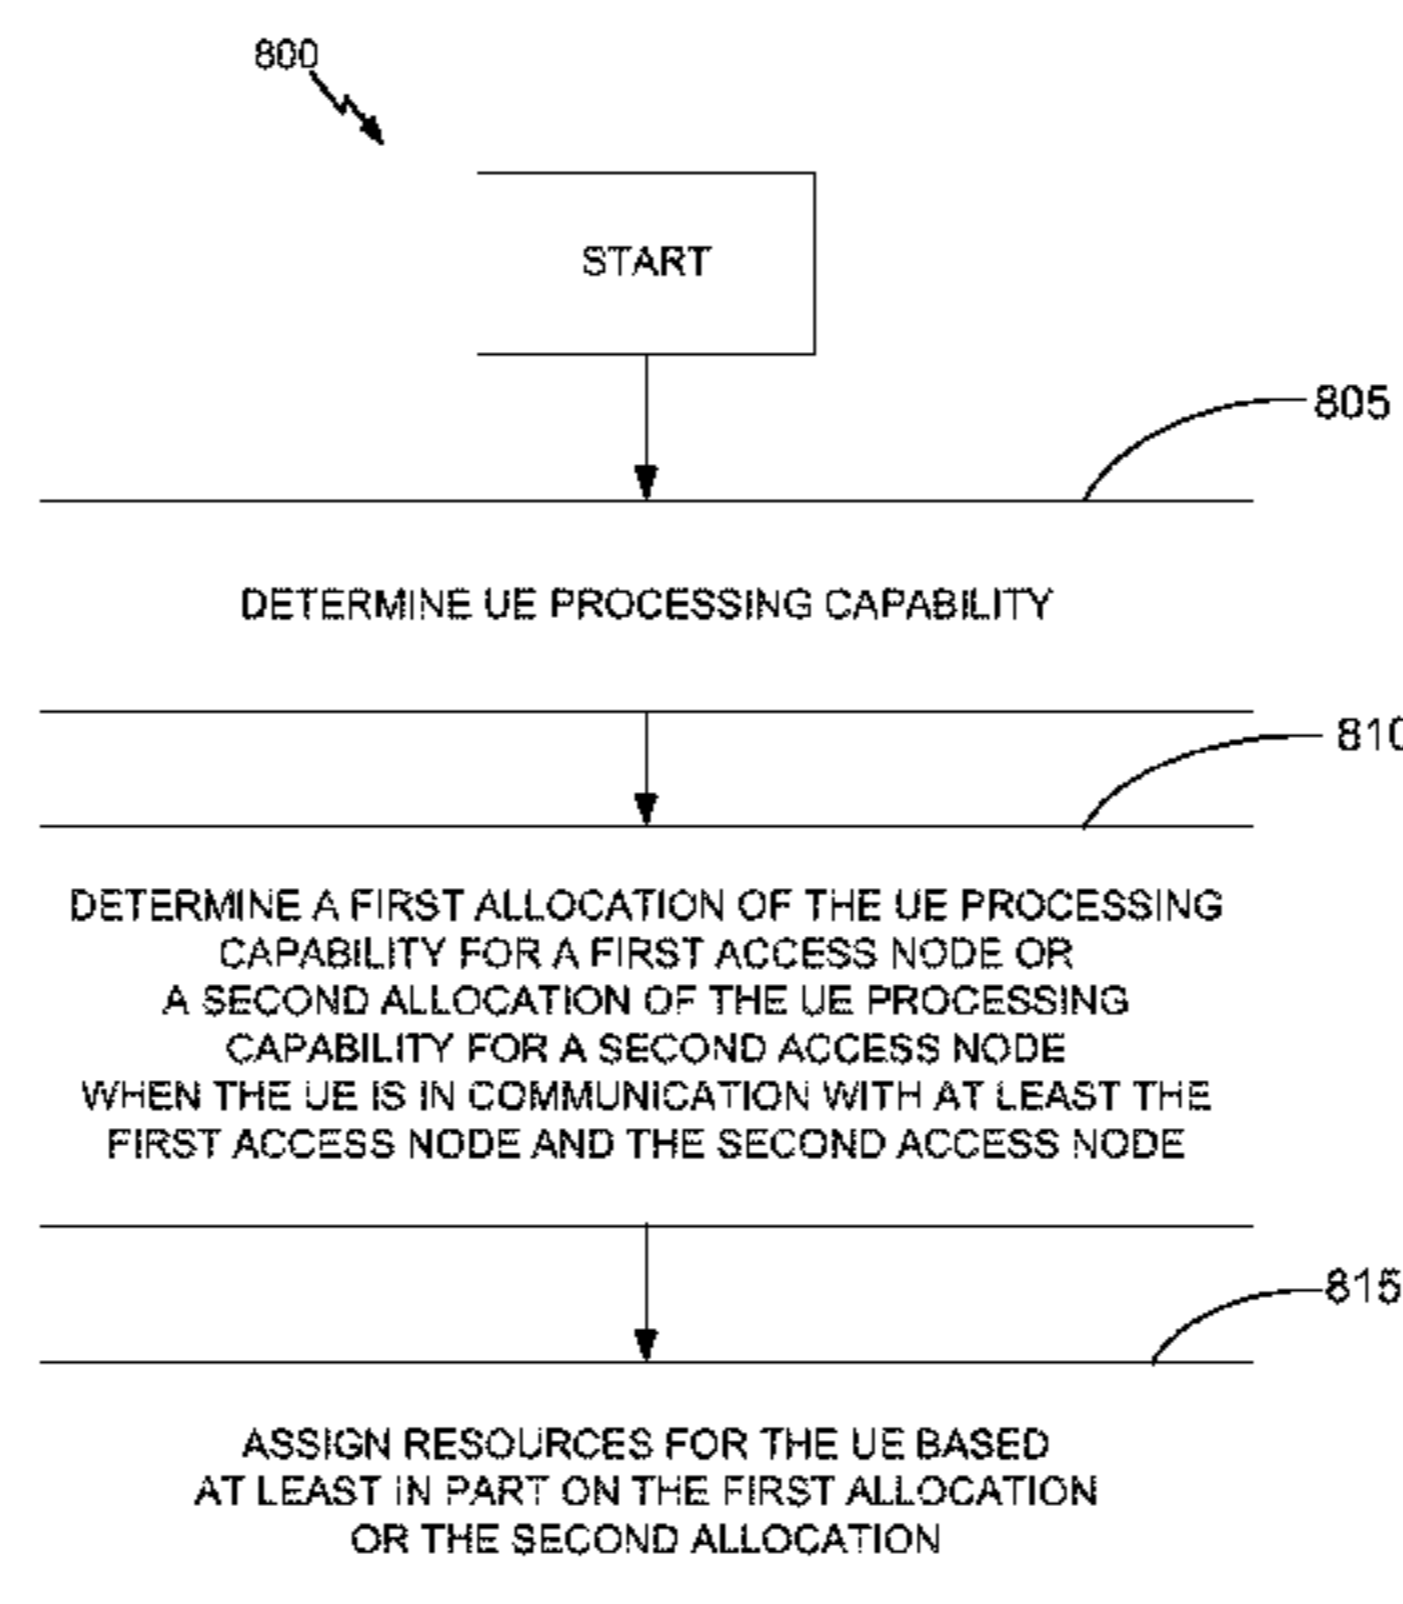 800
START
805
DETERMINE UE PROCESSING CAPABILITY
810
DETERMINE A FIRST ALLOCATION OF THE UE PROCESSING
CAPABILITY FOR A FIRST ACCESS NODE OR
A SECOND ALLOCATION OF THE UE PROCESSING
CAPABILITY FOR A SECOND ACCESS NODE
WHEN THE UE IS IN COMMUNICATION WITH AT LEAST THE
FIRST ACCESS NODE AND THE SECOND ACCESS NODE
815
ASSIGN RESOURCES FOR THE UE BASED
AT LEAST IN PART ON THE FIRST ALLOCATION
OR THE SECOND ALLOCATION